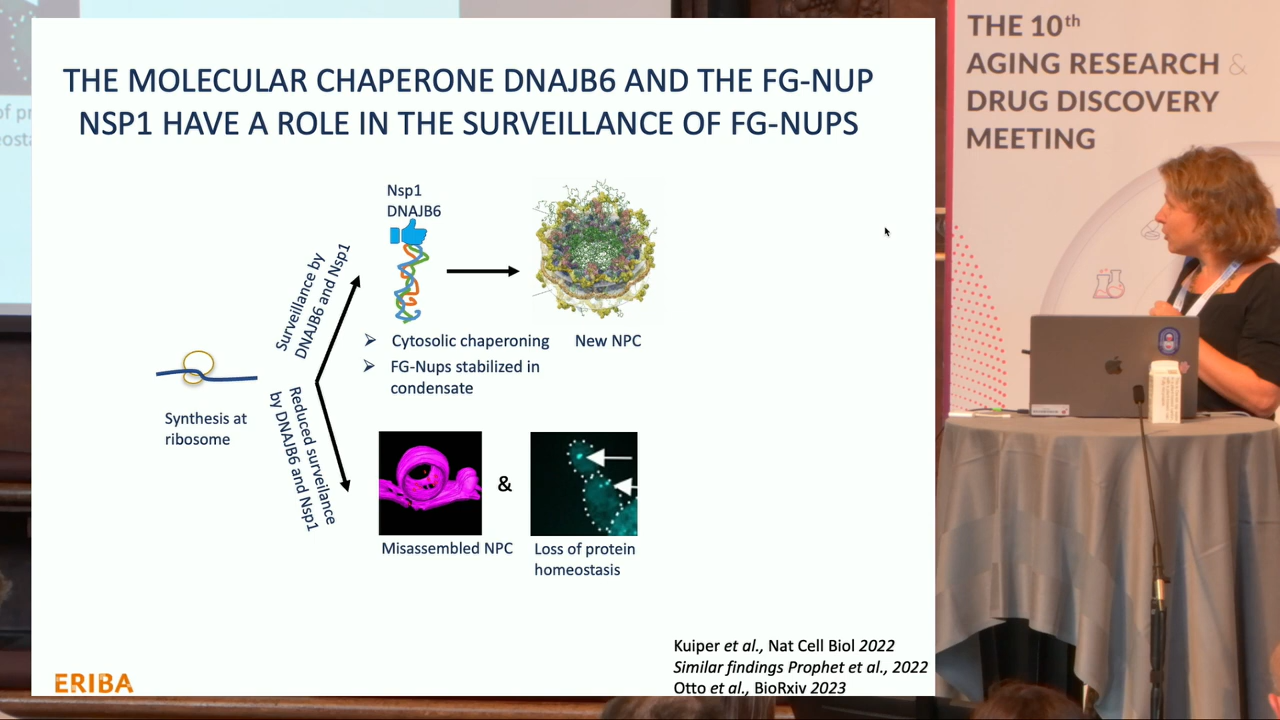 THE MOLECULAR CHAPERONE DNAJB6 AND THE FG-NUP
NSP1 HAVE A ROLE IN THE SURVEILLANCE OF FG-NUPS
Nsp1
DNAJB6
Surveillance by
DNAJB6 and Nsp1
Cytosolic chaperoning
FG-Nups stabilized in
condensate
New NPC
Synthesis at
ribosome
Reduced surveillance
by DNAJB6 and Nsp1
&
Misassembled NPC
Loss of protein
homeostasis
Kuiper et al., Nat Cell Biol 2022
Similar findings Prophet et al., 2022
Otto et al., BioRxiv 2023
ERIBA
THE 10th
AGING RESEARCH &
DRUG DISCOVERY
MEETING